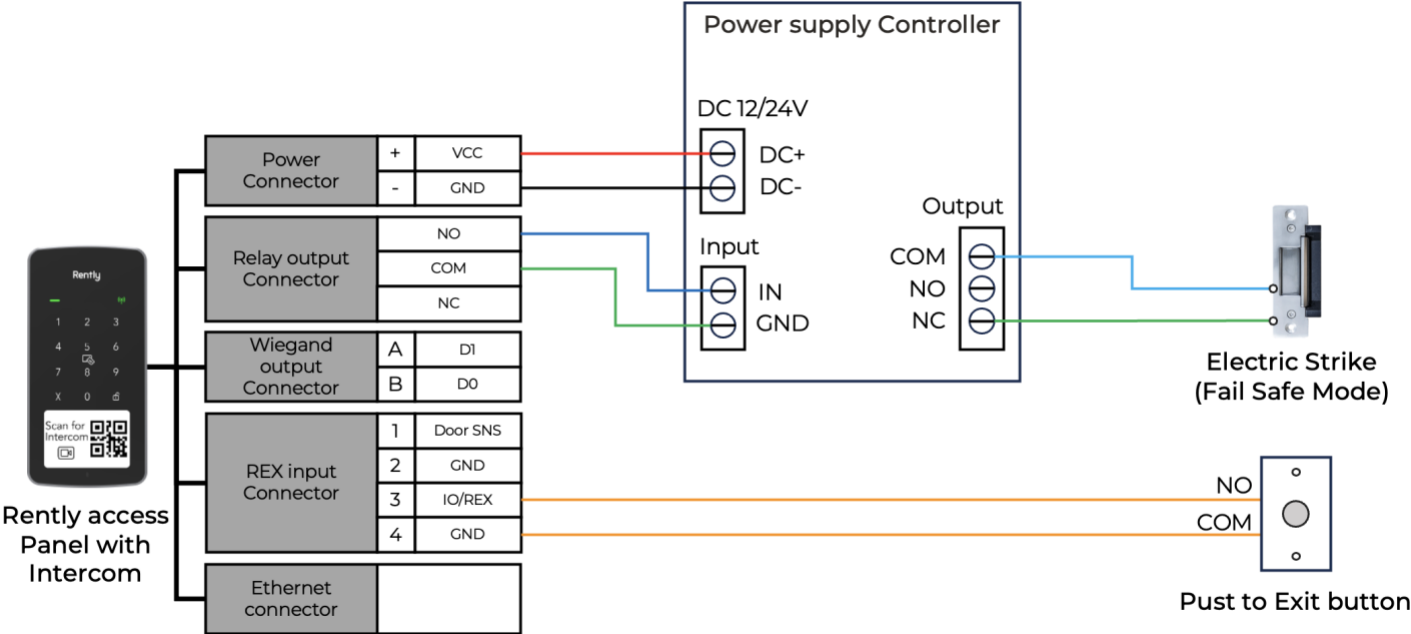 Power supply Controller
DC 12/24V
DC+
DC-
Input
IN
GND
Output
COM
NO
NC
Power
Connector
+ VCC
- GND
Relay output
Connector
NO
COM
NC
Wiegand
output
Connector
A D1
B D0
REX input
Connector
1 Door SNS
2 GND
3 IO/REX
4 GND
Ethernet
connector
Rently
1 2 3
4 5 6
7 8 9
X 0
Scan for
Intercom
Rently access
Panel with
Intercom
Electric Strike
(Fail Safe Mode)
NO
COM
Pust to Exit button